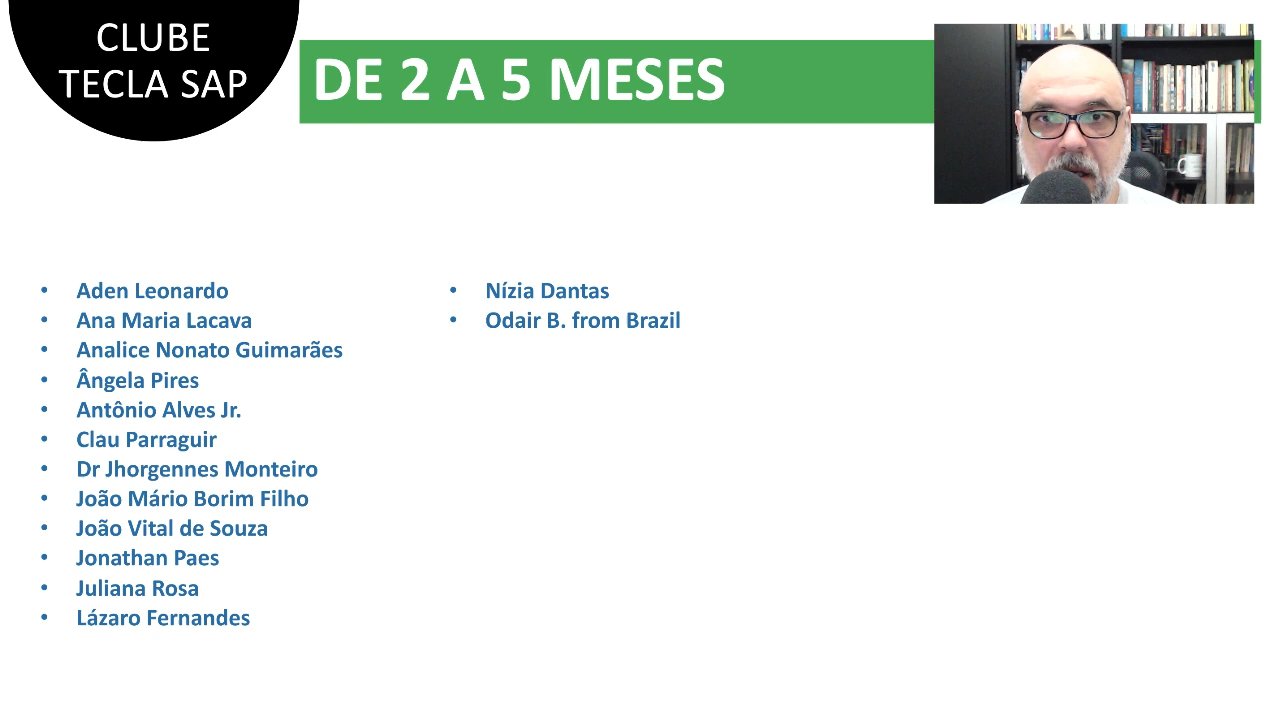 CLUBE
TECLA SAP
DE 2 A 5 MESES
• Aden Leonardo
• Ana Maria Lacava
• Analice Nonato Guimarães
• Ângela Pires
• Antônio Alves Jr.
• Clau Parraguir
• Dr Jhorgennes Monteiro
• João Mário Borim Filho
• João Vital de Souza
• Jonathan Paes
• Juliana Rosa
• Lázaro Fernandes
• Nízia Dantas
• Odair B. from Brazil